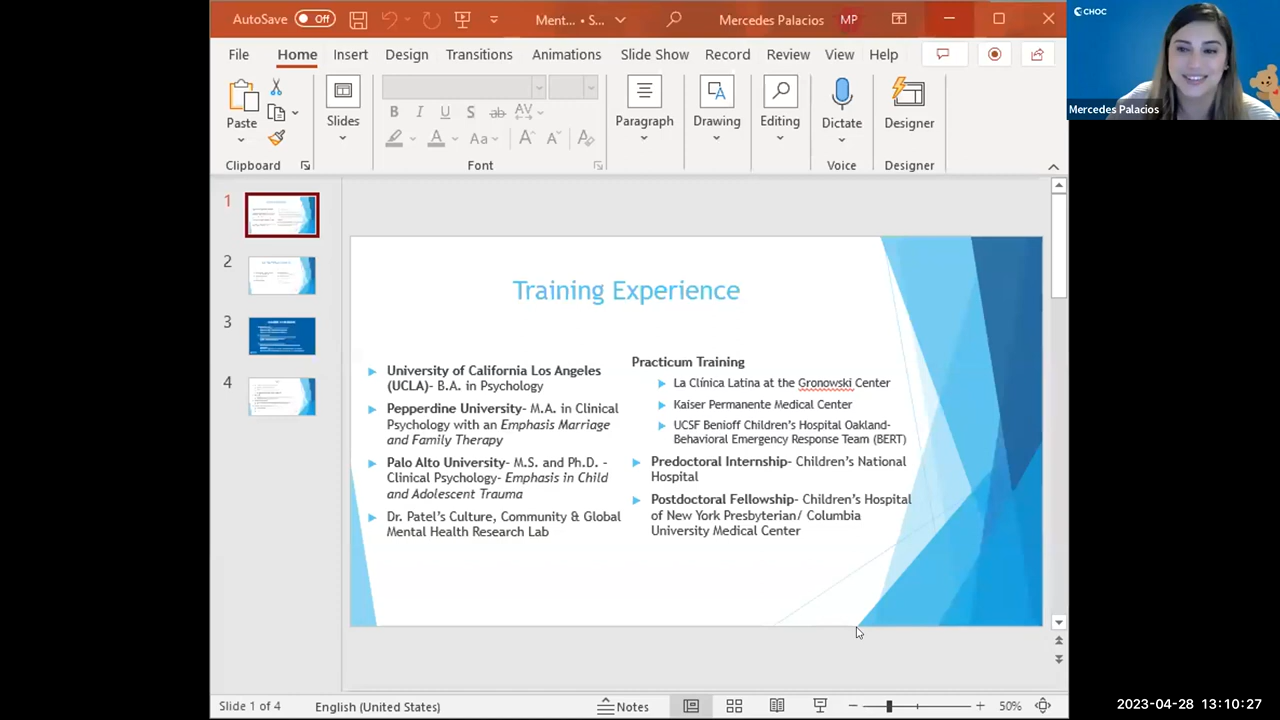 AutoSave Off Ment... • S... Mercedes Palacios MP
File Home Insert Design Transitions Animations Slide Show Record Review View Help
Paste Slides B I U S ab AV Aa A A A Paragraph Drawing Editing Dictate Designer
Clipboard Font Voice Designer
CHOC
Mercedes Palacios
1
2
3
4
Training Experience
University of California Los Angeles
(UCLA)- B.A. in Psychology
Pepperdine University- M.A. in Clinical
Psychology with an Emphasis Marriage
and Family Therapy
Palo Alto University- M.S. and Ph.D. -
Clinical Psychology- Emphasis in Child
and Adolescent Trauma
Dr. Patel’s Culture, Community & Global
Mental Health Research Lab
Practicum Training
La Clínica Latina at the Gronowski Center
Kaiser Permanente Medical Center
UCSF Benioff Children’s Hospital Oakland-
Behavioral Emergency Response Team (BERT)
Predoctoral Internship- Children’s National
Hospital
Postdoctoral Fellowship- Children’s Hospital
of New York Presbyterian/ Columbia
University Medical Center
Slide 1 of 4 English (United States) Notes 50%
2023-04-28 13:10:27